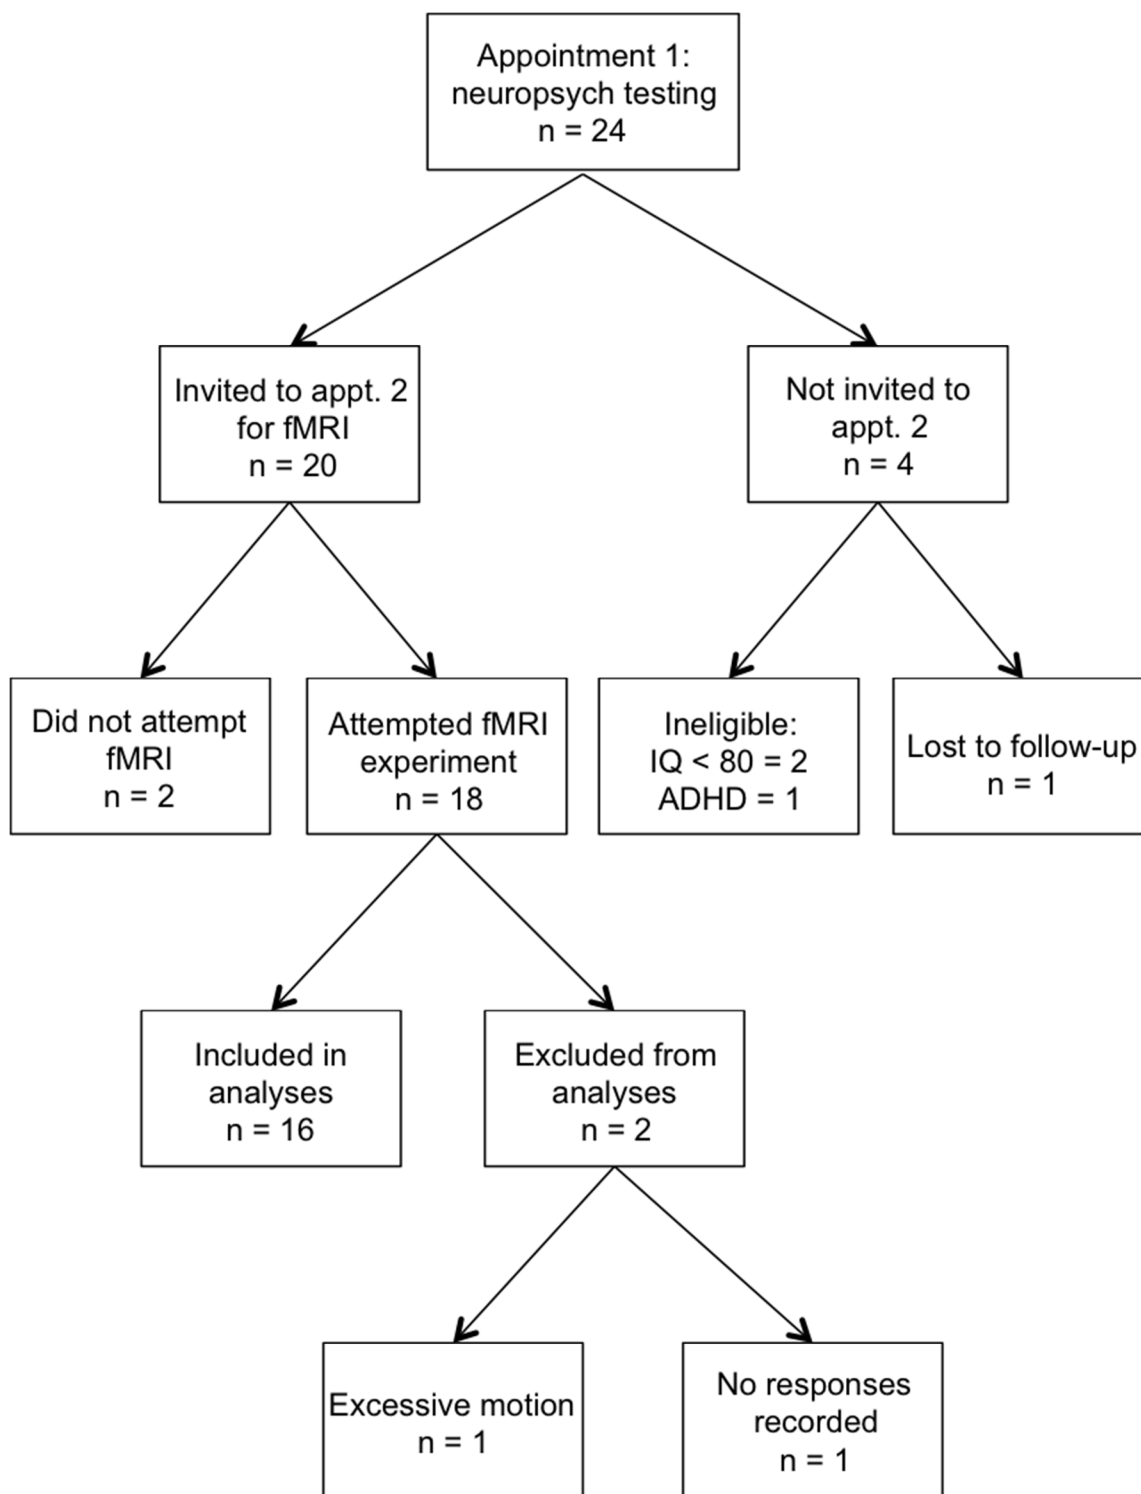 Appointment 1:
neuropsych testing
n = 24
Invited to appt. 2
for fMRI
n = 20
Not invited to
appt. 2
n = 4
Did not attempt
fMRI
n = 2
Attempted fMRI
experiment
n = 18
Ineligible:
IQ < 80 = 2
ADHD = 1
Lost to follow-up
n = 1
Included in
analyses
n = 16
Excluded from
analyses
n = 2
Excessive motion
n = 1
No responses
recorded
n = 1